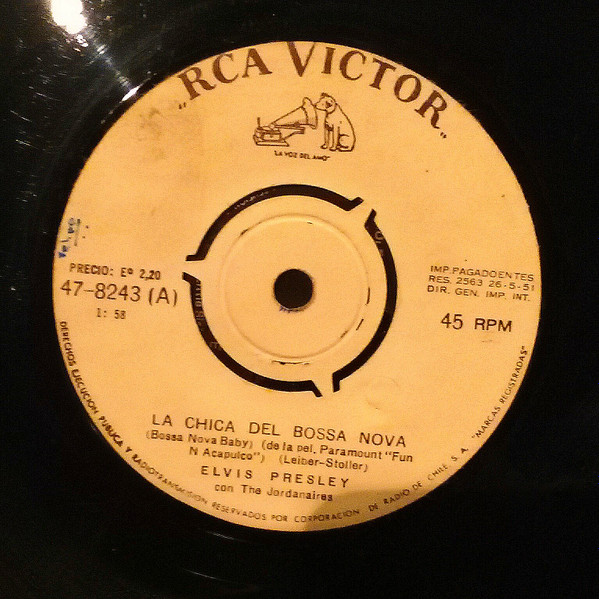 „RCA VICTOR„
"LA VOZ DEL AMO"
PRECIO: Eº 2,20
47-8243 (A)
1: 58
IMP. PAGADO ENTES
RES. 2563 26-5-51
DIR. GEN. IMP. INT.
45 RPM
LA CHICA DEL BOSSA NOVA
(Bossa Nova Baby) (de la pel. Paramount "Fun
N Acapulco") (Leiber-Stoller)
ELVIS PRESLEY
con The Jordanaires
DERECHOS EJECUCION PUBLICA Y RADIOTRANSMISION RESERVADOS POR CORPORACION DE RADIO DE CHILE, S. A. "MARCAS REGISTRADAS"